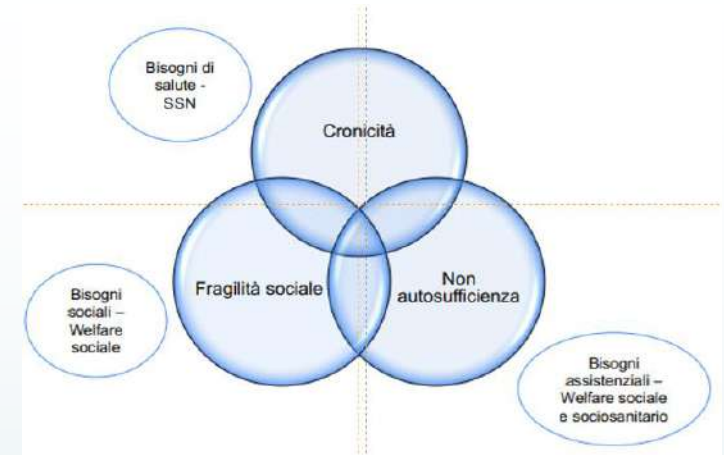 Bisogni di
salute -
SSN
Cronicità
Fragilità sociale
Non
autosufficienza
Bisogni
sociali –
Welfare
sociale
Bisogni
assistenziali –
Welfare sociale
e sociosanitario